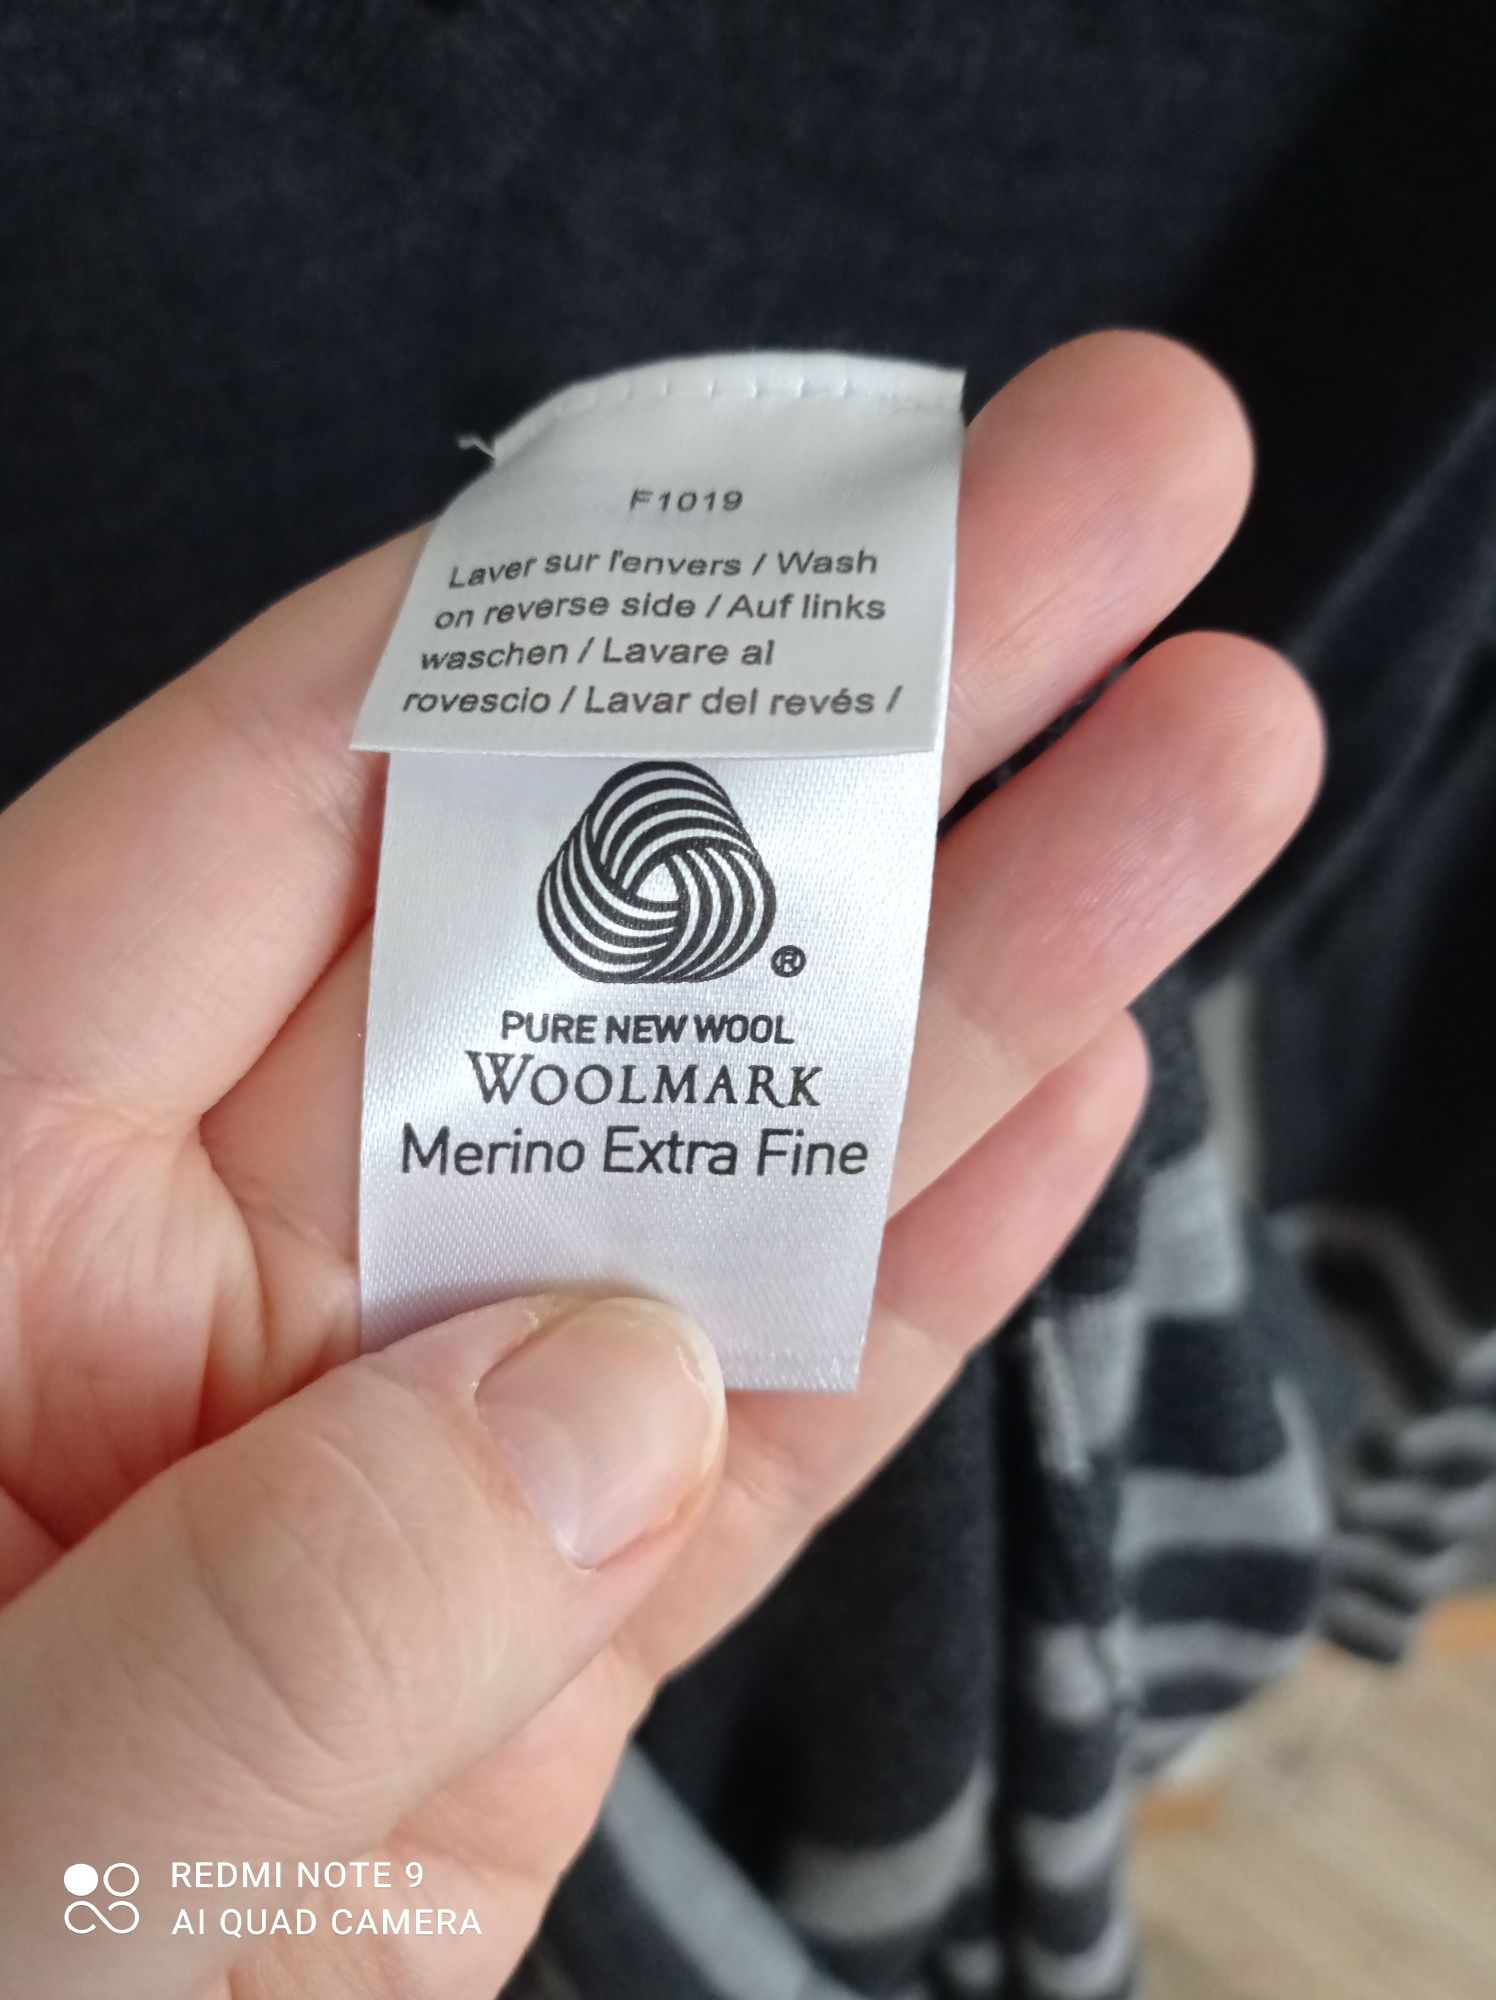 F1019
Laver sur l'envers / Wash
on reverse side / Auf links
waschen / Lavare al
rovescio / Lavar del revés /
®
PURE NEW WOOL
WOOLMARK
Merino Extra Fine
REDMI NOTE 9
AI QUAD CAMERA